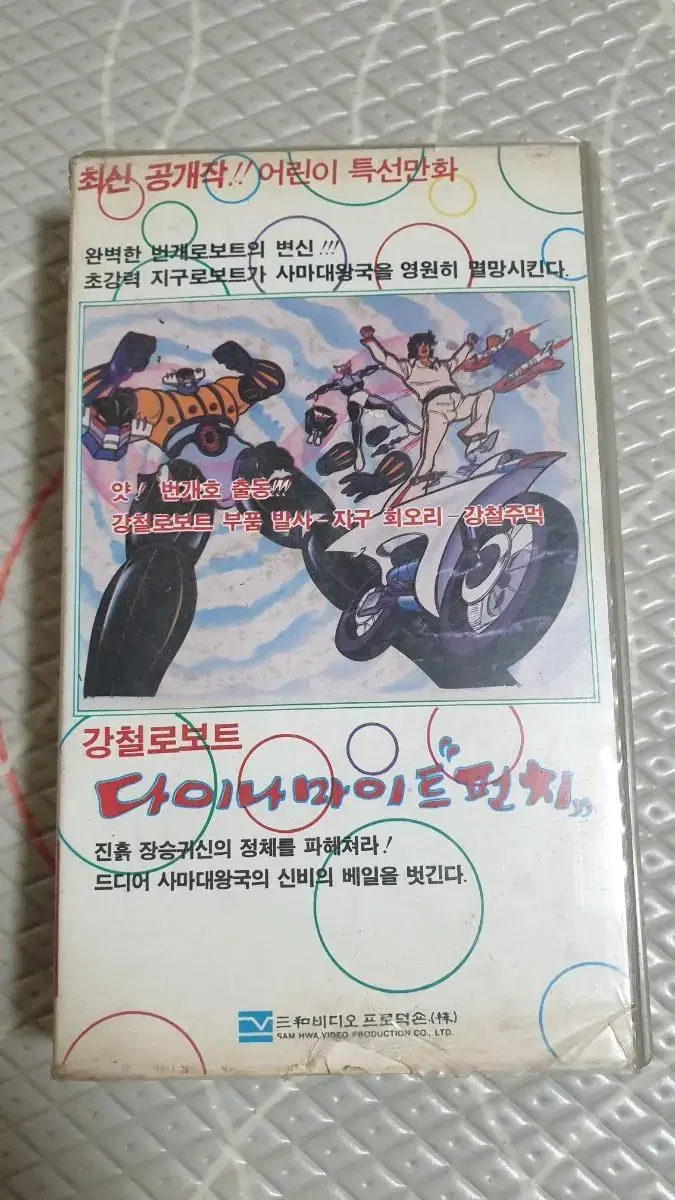 최신 공개작!! 어린이 특선만화
완벽한 번개로보트의 변신!!!
초강력 지구로보트가 사마대왕국을 영원히 멸망시킨다.
얏! 번개호 출동!!!
강철로보트 부품 발사 - 자구 회오리 - 강철주먹
강철로보트
다이나마이트"펀치"
진흙 장승귀신의 정체를 파헤쳐라!
드디어 사마대왕국의 신비의 베일을 벗긴다.
三和비디오프로덕숀.(株)
SAM HWA VIDEO PRODUCTION CO., LTD.